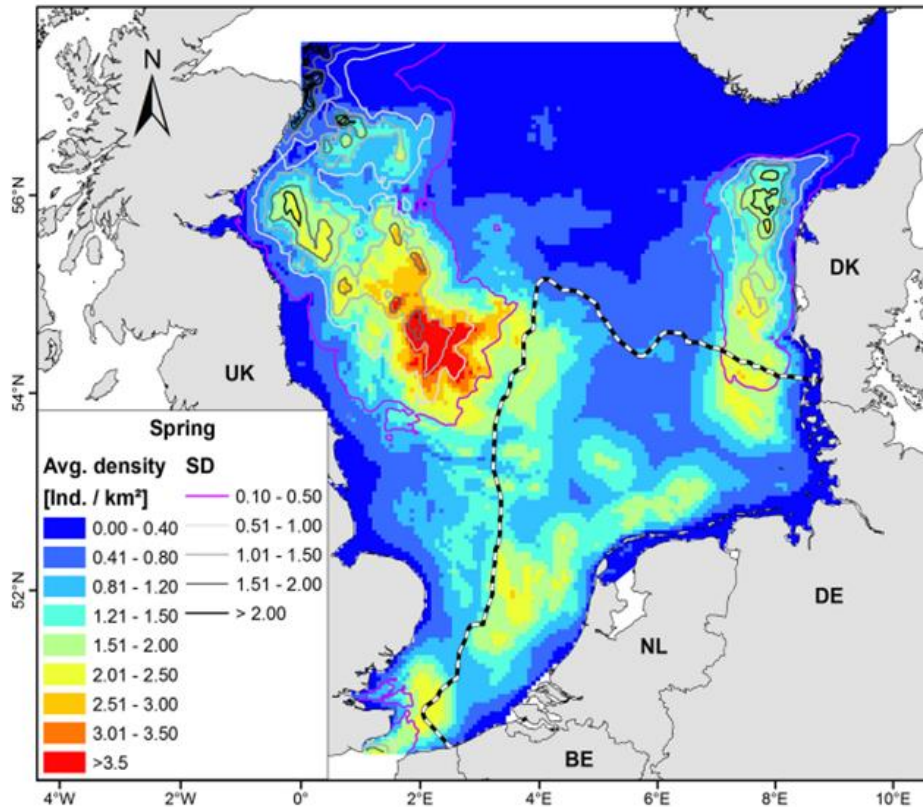 N
56°N
DK
UK
54°N
Spring
Avg. density SD
[Ind. / km²]
0.10 - 0.50
0.00 - 0.40
0.51 - 1.00
0.41 - 0.80
1.01 - 1.50
0.81 - 1.20
1.51 - 2.00
1.21 - 1.50
> 2.00
1.51 - 2.00
2.01 - 2.50
2.51 - 3.00
3.01 - 3.50
>3.5
52°N
DE
NL
BE
4°W 2°W 0° 2°E 4°E 6°E 8°E 10°E